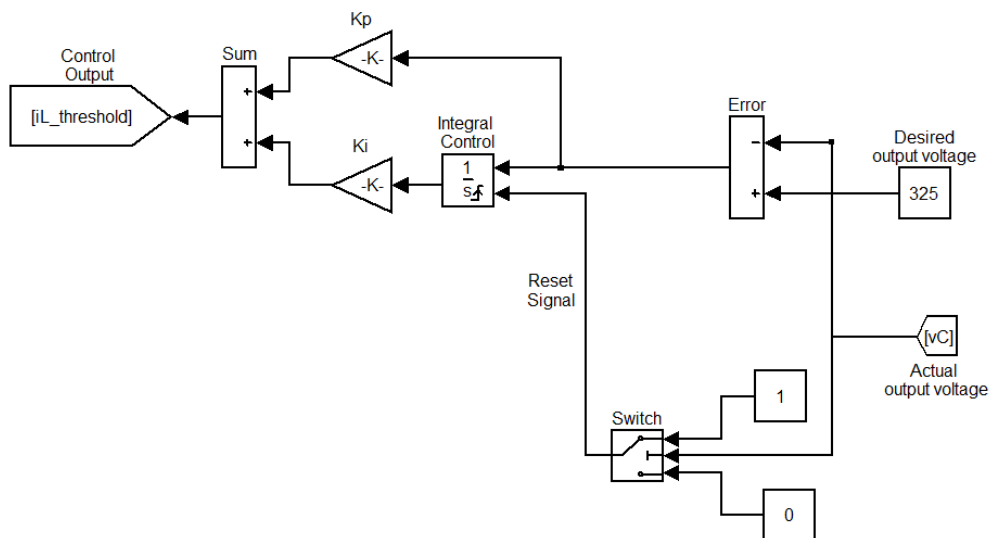 Kp
-K-
Control
Output
[iL_threshold]
Sum
+
+
Ki
-K-
Integral
Control
1
s
Error
-
+
Desired
output voltage
325
Reset
Signal
[vC]
Actual
output voltage
1
Switch
0